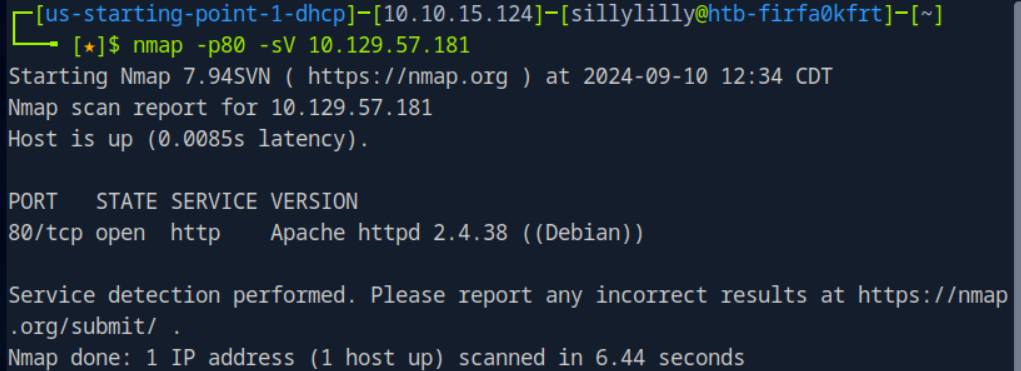 ┌─[us-starting-point-1-dhcp]─[10.10.15.124]─[sillylilly@htb-firfa0kfrt]─[~]
└──╼ [★]$ nmap -p80 -sV 10.129.57.181
Starting Nmap 7.94SVN ( https://nmap.org ) at 2024-09-10 12:34 CDT
Nmap scan report for 10.129.57.181
Host is up (0.0085s latency).

PORT   STATE SERVICE VERSION
80/tcp open  http    Apache httpd 2.4.38 ((Debian))

Service detection performed. Please report any incorrect results at https://nmap
.org/submit/ .
Nmap done: 1 IP address (1 host up) scanned in 6.44 seconds